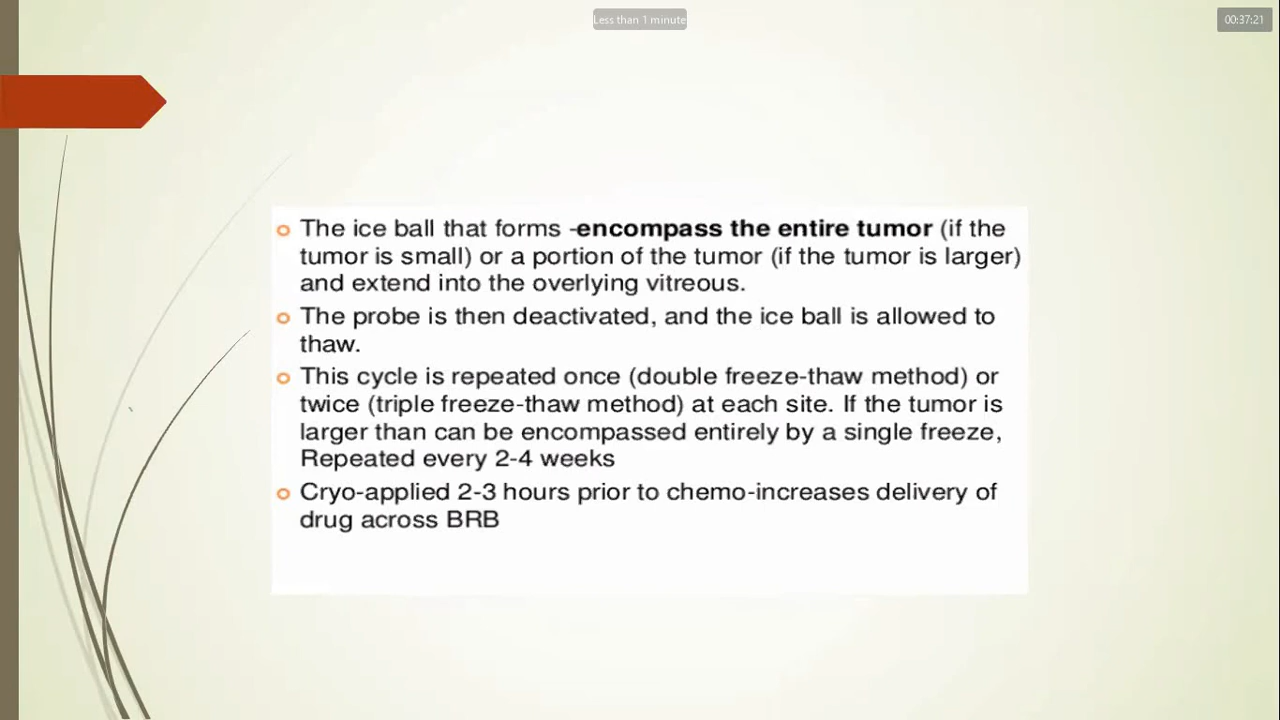 Less than 1 minute
00:37:21
The ice ball that forms -encompass the entire tumor (if the
tumor is small) or a portion of the tumor (if the tumor is larger)
and extend into the overlying vitreous.
The probe is then deactivated, and the ice ball is allowed to
thaw.
This cycle is repeated once (double freeze-thaw method) or
twice (triple freeze-thaw method) at each site. If the tumor is
larger than can be encompassed entirely by a single freeze,
Repeated every 2-4 weeks
Cryo-applied 2-3 hours prior to chemo-increases delivery of
drug across BRB